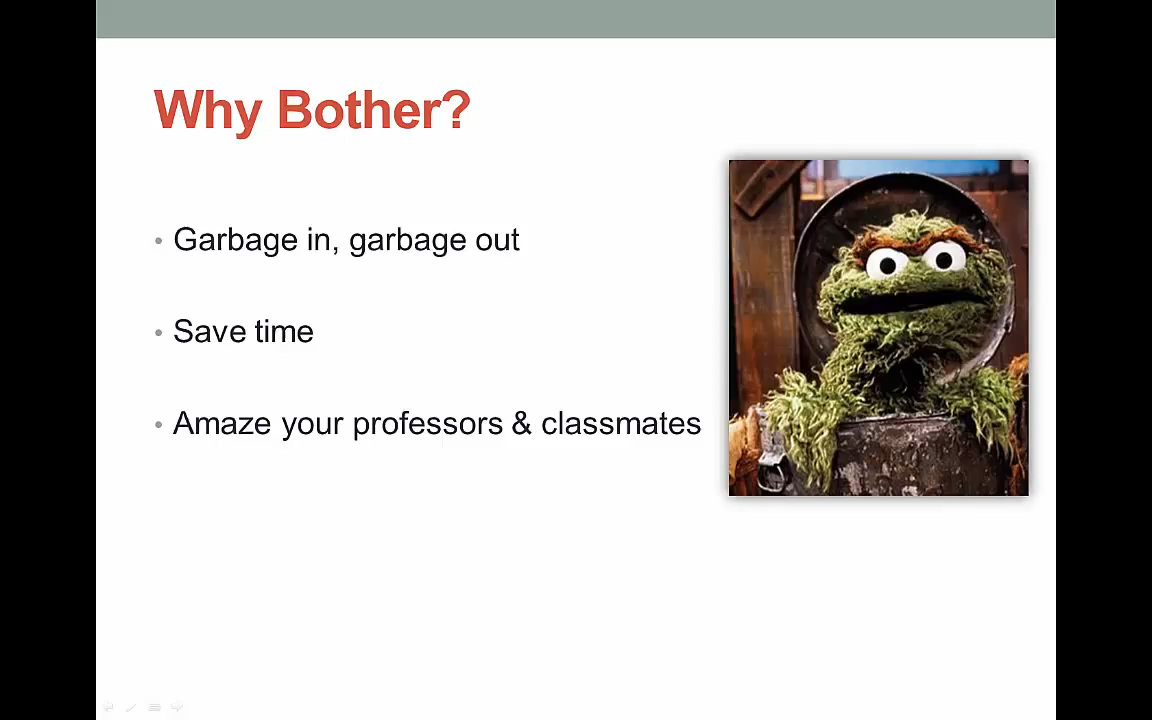 Why Bother?
• Garbage in, garbage out
• Save time
• Amaze your professors & classmates